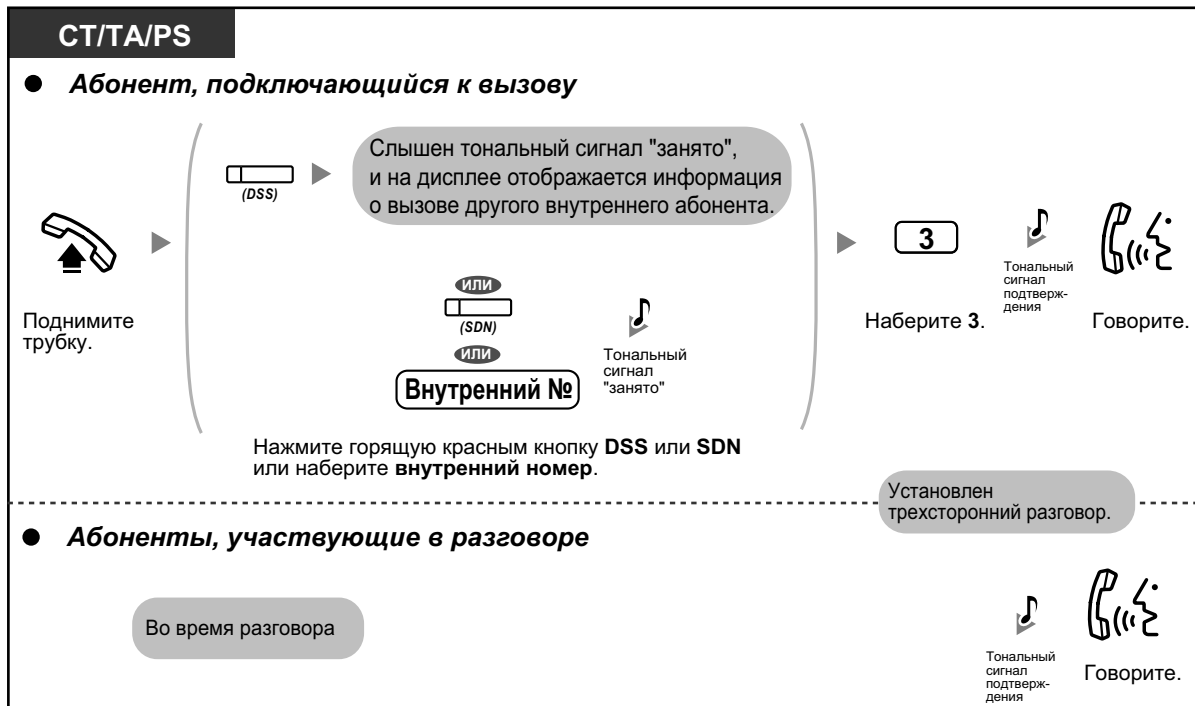 CT/TA/PS
● Абонент, подключающийся к вызову
(DSS)
Слышен тональный сигнал "занято",
и на дисплее отображается информация
о вызове другого внутреннего абонента.
Поднимите
трубку.
ИЛИ
(SDN)
ИЛИ
Внутренний №
Тональный
сигнал
"занято"
Нажмите горящую красным кнопку DSS или SDN
или наберите внутренний номер.
3
Наберите 3.
Тональный
сигнал
подтверж-
дения
Говорите.
Установлен
трехсторонний разговор.
● Абоненты, участвующие в разговоре
Во время разговора
Тональный
сигнал
подтверж-
дения
Говорите.